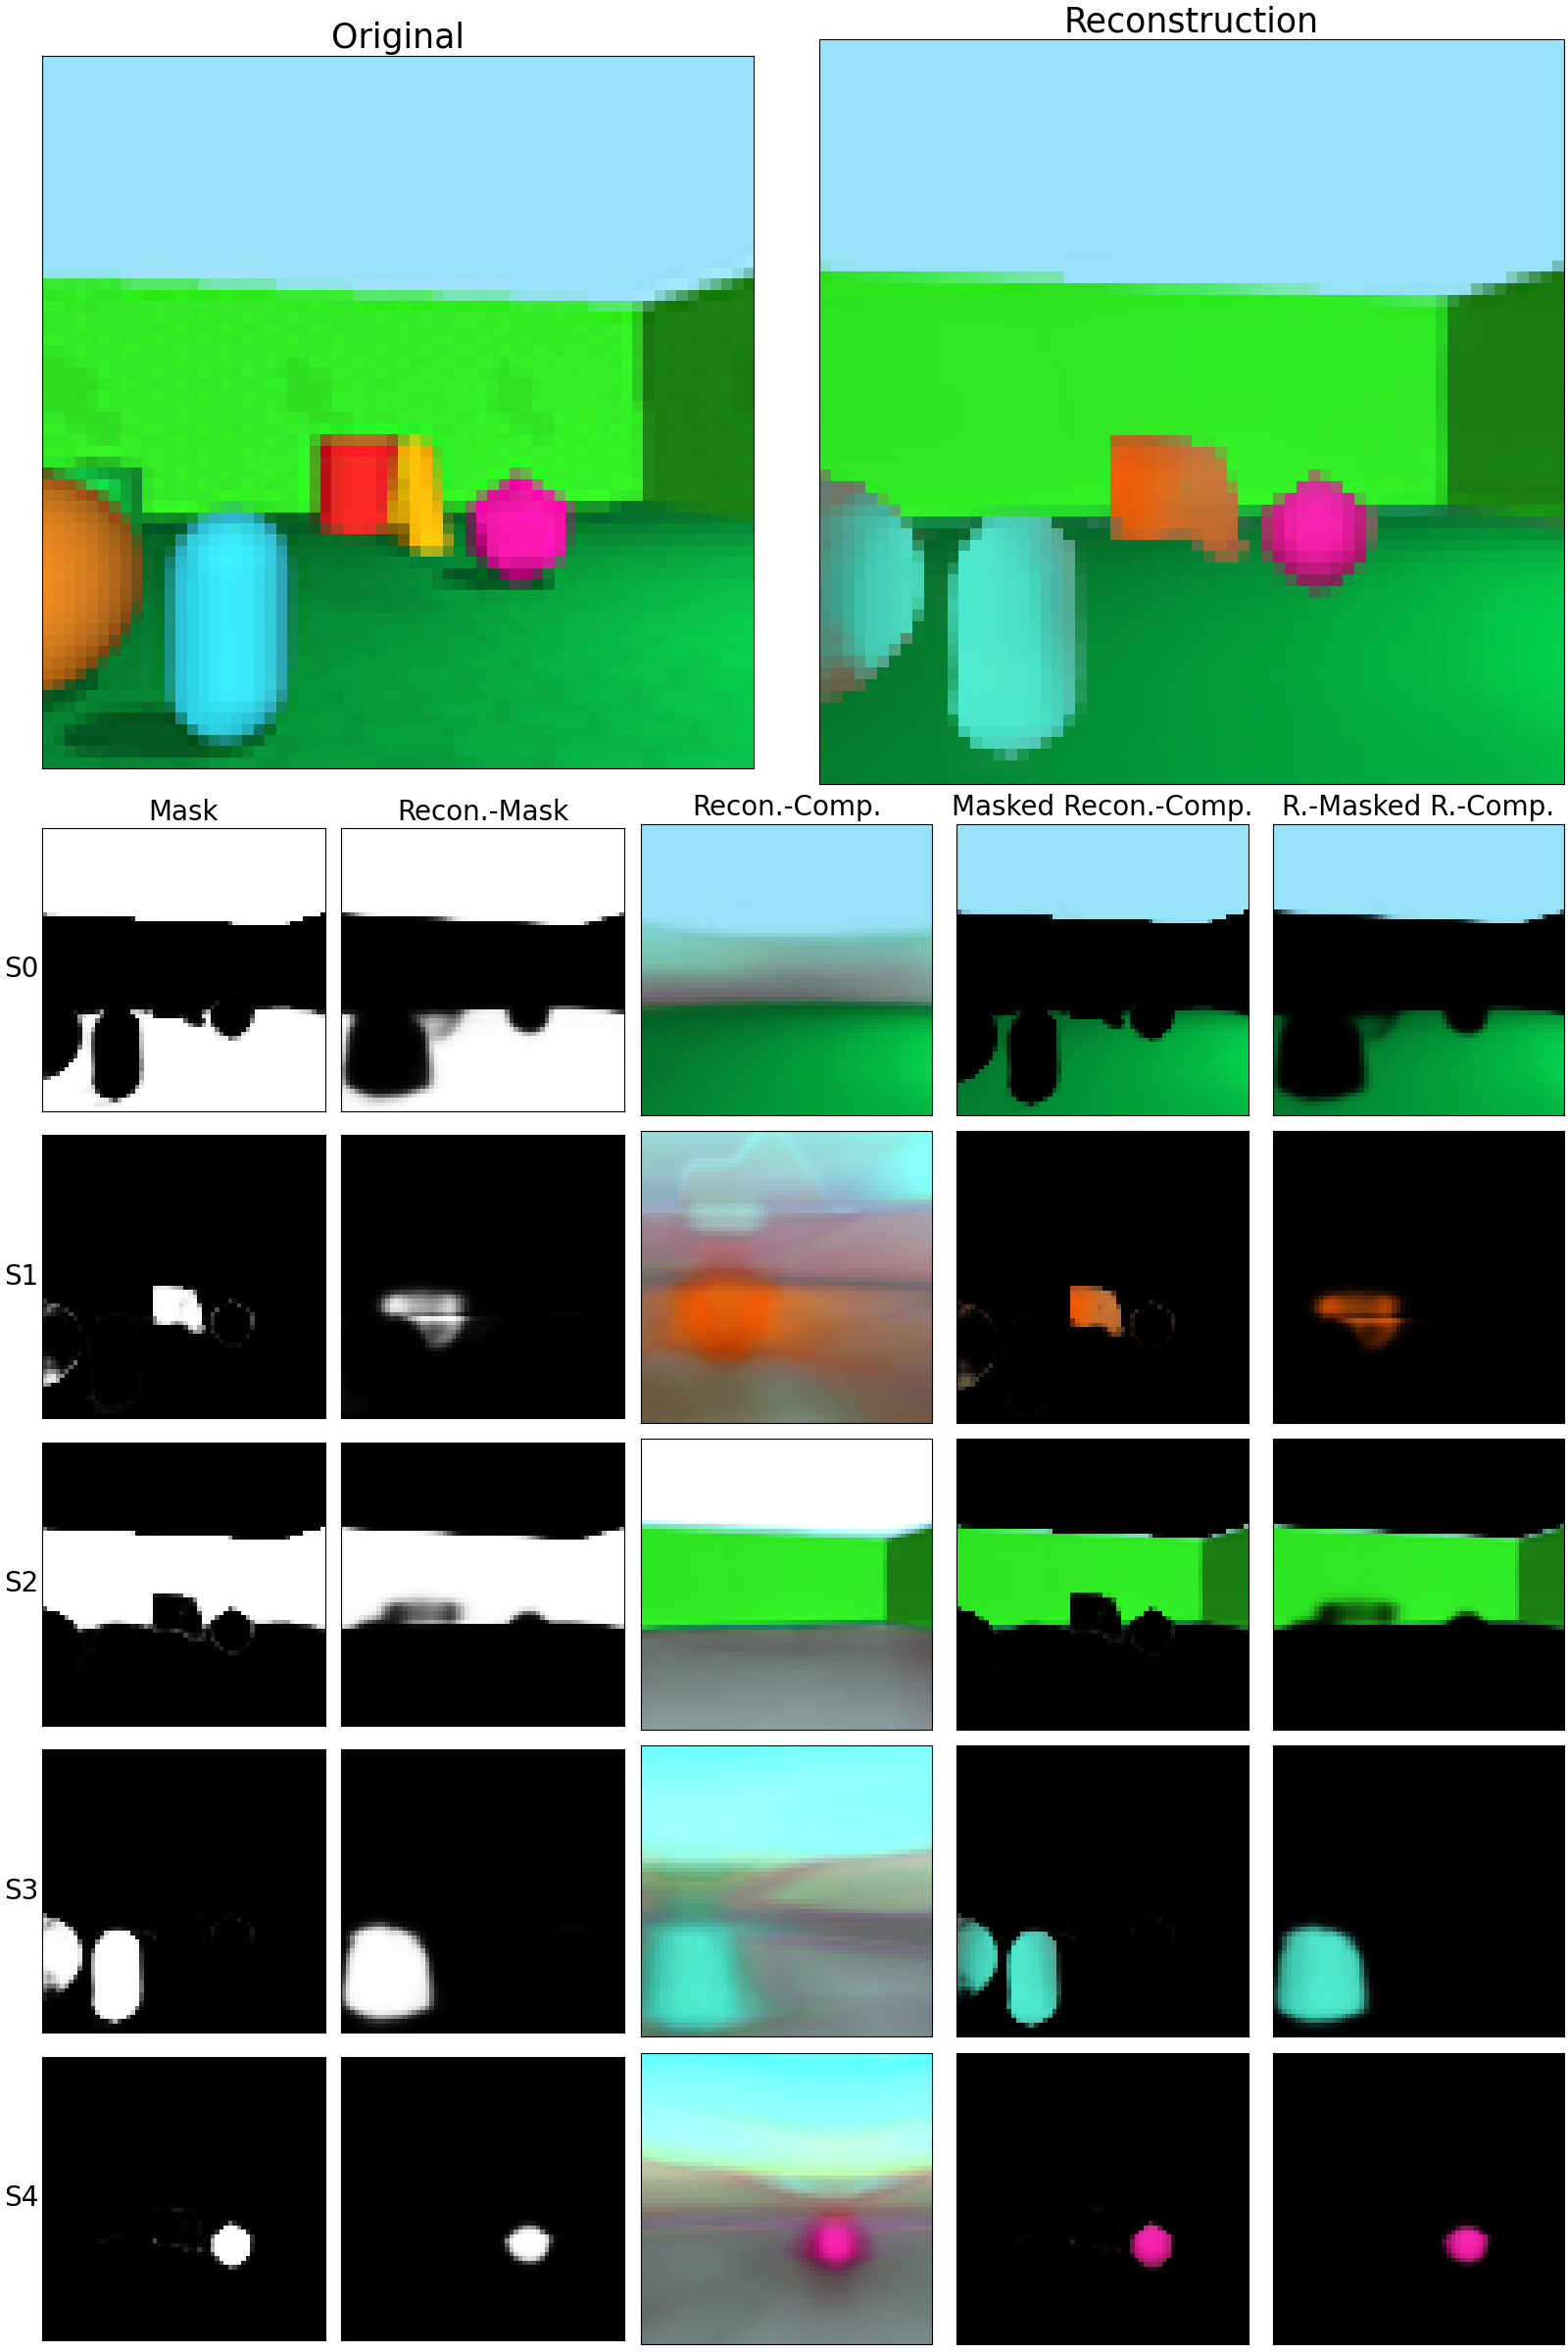 Original
Reconstruction
Mask
Recon.-Mask
Recon.-Comp.
Masked Recon.-Comp.
R.-Masked R.-Comp.
S0
S1
S2
S3
S4